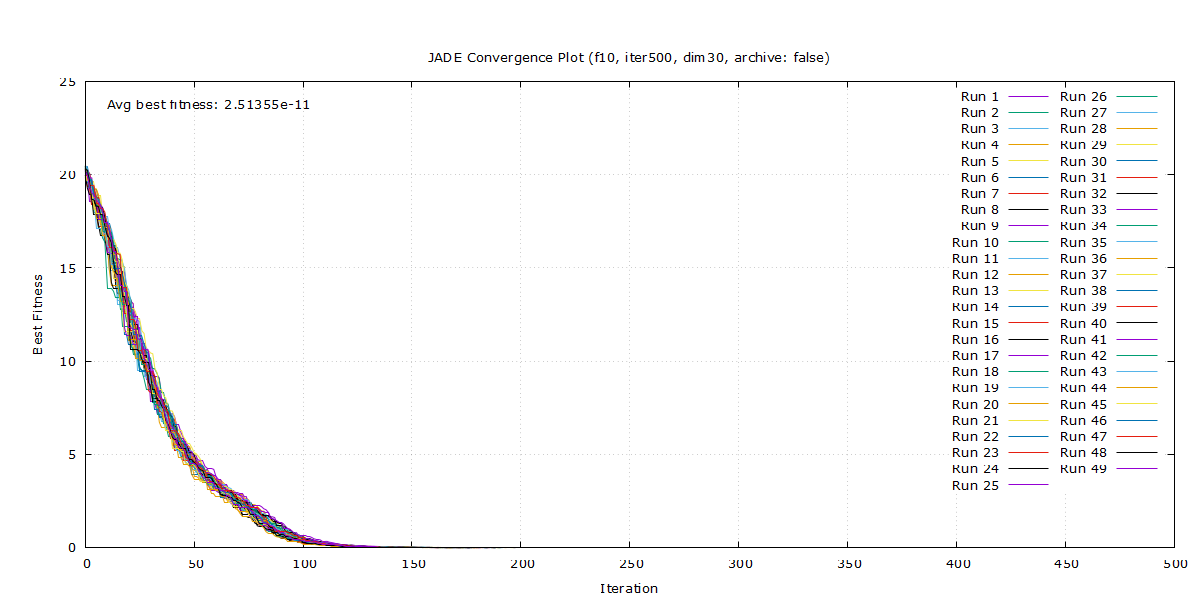 JADE Convergence Plot (f10, iter500, dim30, archive: false)
25
Avg best fitness: 2.51355e-11
20
15
10
5
0
Best Fitness
0 50 100 150 200 250 300 350 400 450 500
Iteration
Run 1
Run 2
Run 3
Run 4
Run 5
Run 6
Run 7
Run 8
Run 9
Run 10
Run 11
Run 12
Run 13
Run 14
Run 15
Run 16
Run 17
Run 18
Run 19
Run 20
Run 21
Run 22
Run 23
Run 24
Run 25
Run 26
Run 27
Run 28
Run 29
Run 30
Run 31
Run 32
Run 33
Run 34
Run 35
Run 36
Run 37
Run 38
Run 39
Run 40
Run 41
Run 42
Run 43
Run 44
Run 45
Run 46
Run 47
Run 48
Run 49